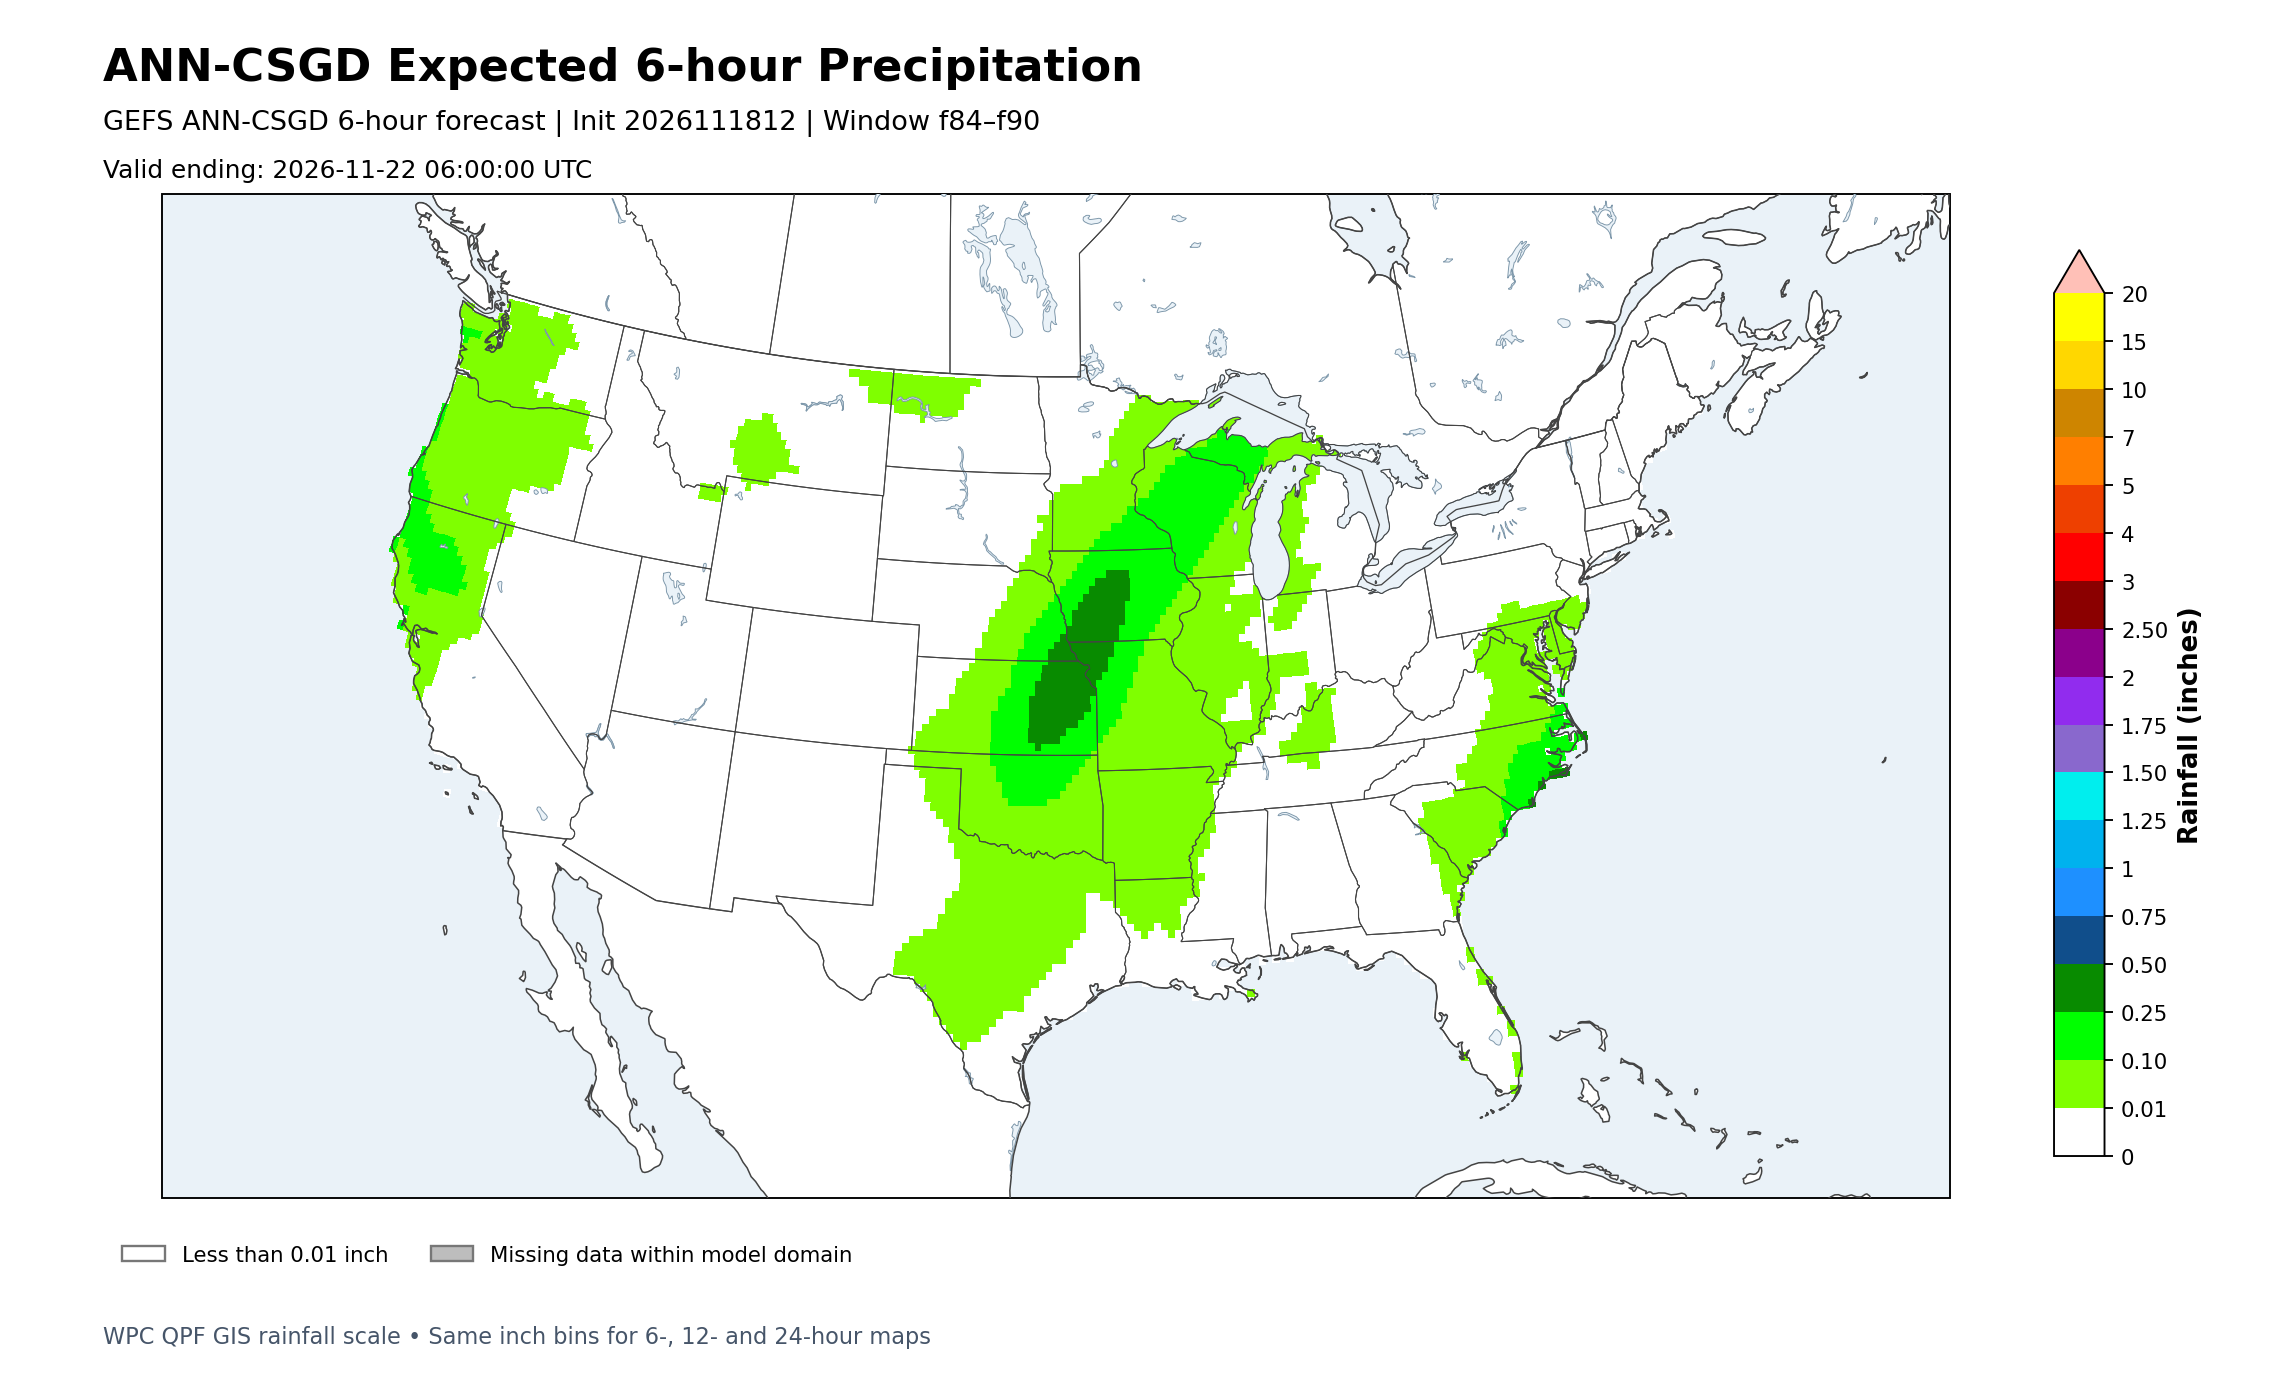 ANN-CSGD Expected 6-hour Precipitation
GEFS ANN-CSGD 6-hour forecast | Init 2026111812 | Window f84–f90
Valid ending: 2026-11-22 06:00:00 UTC
20
15
10
7
5
4
3
2.50
2
1.75
1.50
1.25
1
0.75
0.50
0.25
0.10
0.01
0
Rainfall (inches)
Less than 0.01 inch
Missing data within model domain
WPC QPF GIS rainfall scale • Same inch bins for 6-, 12- and 24-hour maps